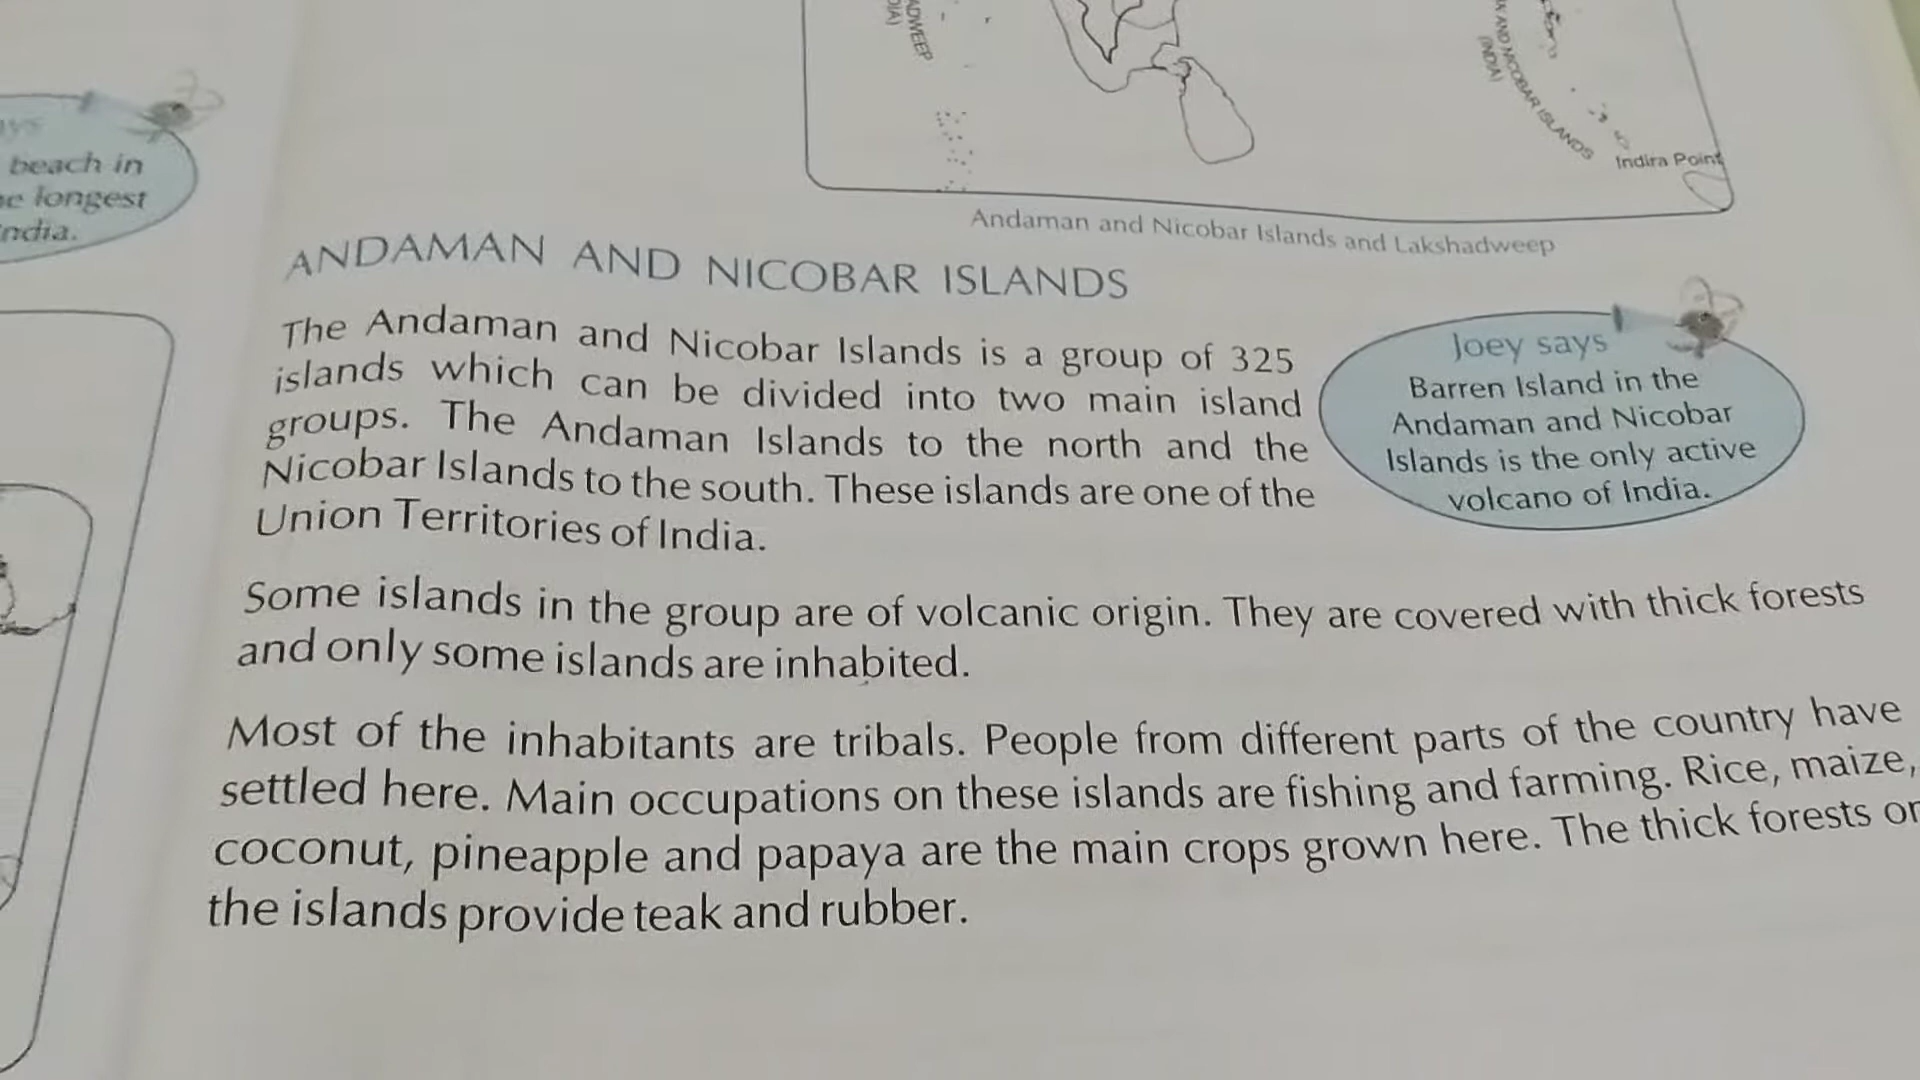 beach in
longest
Andaman and Nicobar Islands and Lakshadweep
Indira Point
AND NICOBAR ISLANDS
(INDIA)
ANDAMAN AND NICOBAR ISLANDS
The Andaman and Nicobar Islands is a group of 325
islands which can be divided into two main island
groups. The Andaman Islands to the north and the
Nicobar Islands to the south. These islands are one of the
Union Territories of India.
Joey says
Barren Island in the
Andaman and Nicobar
Islands is the only active
volcano of India.
Some islands in the group are of volcanic origin. They are covered with thick forests
and only some islands are inhabited.
Most of the inhabitants are tribals. People from different parts of the country have
settled here. Main occupations on these islands are fishing and farming. Rice, maize,
coconut, pineapple and papaya are the main crops grown here. The thick forests on
the islands provide teak and rubber.